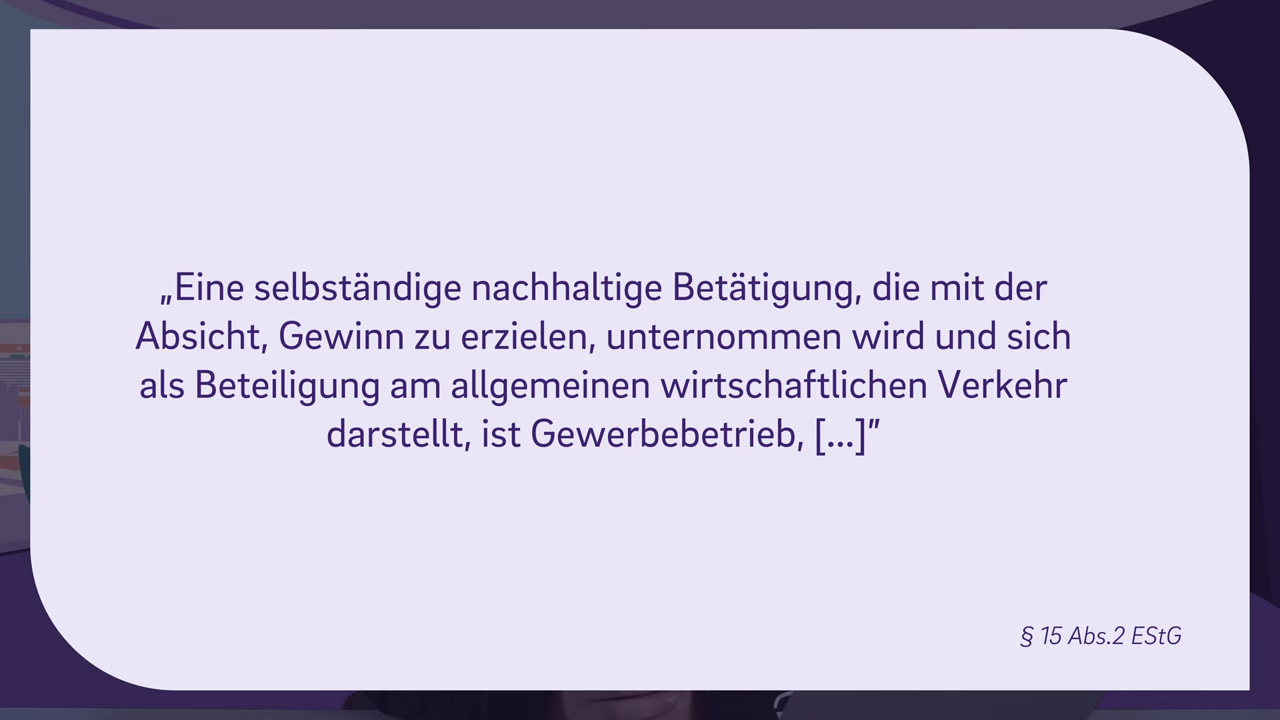 „Eine selbständige nachhaltige Betätigung, die mit der
Absicht, Gewinn zu erzielen, unternommen wird und sich
als Beteiligung am allgemeinen wirtschaftlichen Verkehr
darstellt, ist Gewerbebetrieb, [...]”
§ 15 Abs.2 EStG